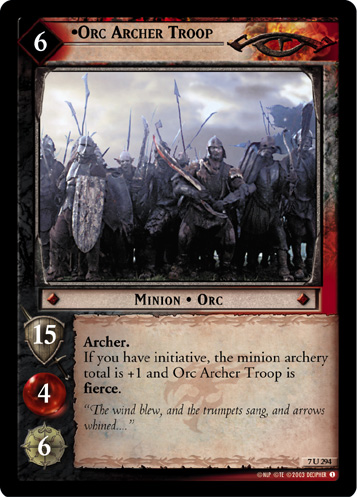 6
•Orc Archer Troop
Minion • Orc
15
4
6
Archer.
If you have initiative, the minion archery
total is +1 and Orc Archer Troop is
fierce.
“The wind blew, and the trumpets sang, and arrows
whined....”
7 U 294
©NLP ©TE ©2003 DECIPHER